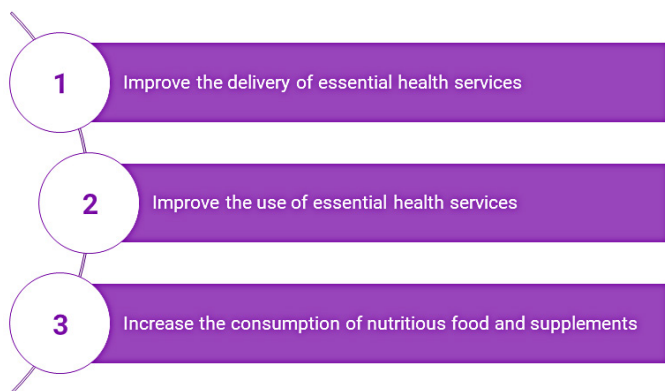 1
Improve the delivery of essential health services
2
Improve the use of essential health services
3
Increase the consumption of nutritious food and supplements